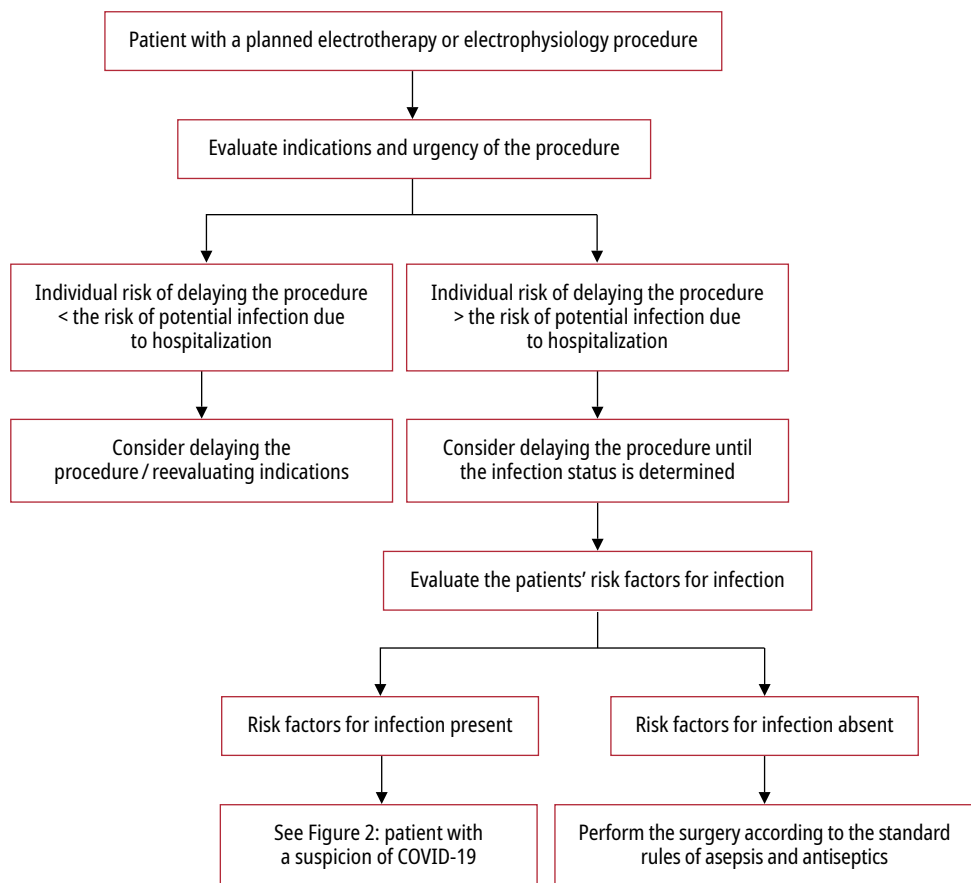 Patient with a planned electrotherapy or electrophysiology procedure
Evaluate indications and urgency of the procedure
Individual risk of delaying the procedure
< the risk of potential infection due
to hospitalization
Individual risk of delaying the procedure
> the risk of potential infection due
to hospitalization
Consider delaying the
procedure / reevaluating indications
Consider delaying the procedure until
the infection status is determined
Evaluate the patients’ risk factors for infection
Risk factors for infection present
Risk factors for infection absent
See Figure 2: patient with
a suspicion of COVID-19
Perform the surgery according to the standard
rules of asepsis and antiseptics